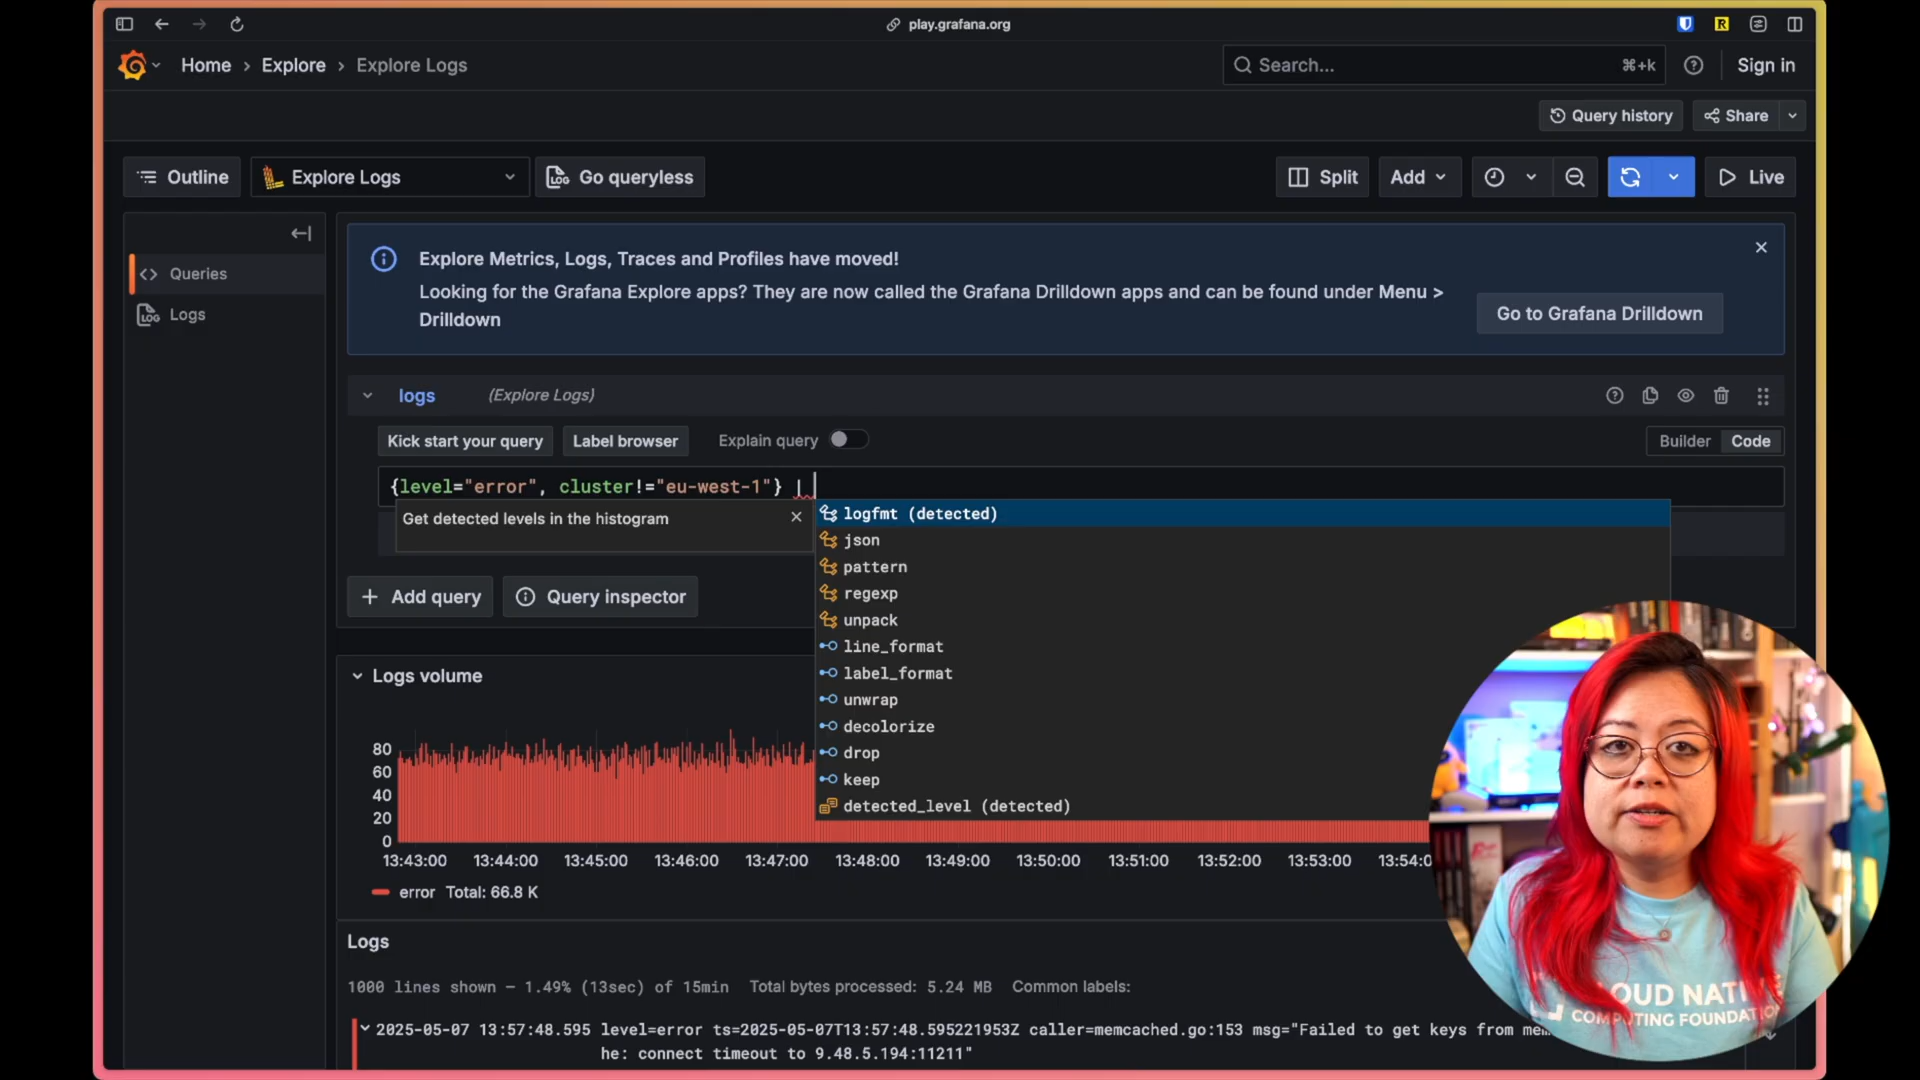 play.grafana.org
R
Home > Explore > Explore Logs
Search... ⌘+k
Sign in
Query history
Share
Outline
Explore Logs
LOG Go queryless
Split
Add
Live
Queries
LOG Logs
Explore Metrics, Logs, Traces and Profiles have moved!
Looking for the Grafana Explore apps? They are now called the Grafana Drilldown apps and can be found under Menu >
Drilldown
Go to Grafana Drilldown
logs (Explore Logs)
Kick start your query
Label browser
Explain query
Builder
Code
{level="error", cluster!="eu-west-1"} |
Get detected levels in the histogram
logfmt (detected)
json
pattern
regexp
unpack
line_format
label_format
unwrap
decolorize
drop
keep
detected_level (detected)
+ Add query
Query inspector
Logs volume
80
60
40
20
0
13:43:00 13:44:00 13:45:00 13:46:00 13:47:00 13:48:00 13:49:00 13:50:00 13:51:00 13:52:00 13:53:00 13:54:0
error Total: 66.8 K
Logs
1000 lines shown — 1.49% (13sec) of 15min Total bytes processed: 5.24 MB Common labels:
2025-05-07 13:57:48.595 level=error ts=2025-05-07T13:57:48.595221953Z caller=memcached.go:153 msg="Failed to get keys from mem
he: connect timeout to 9.48.5.194:11211"
LOUD NATI
COMPUTING FOUNDATIO